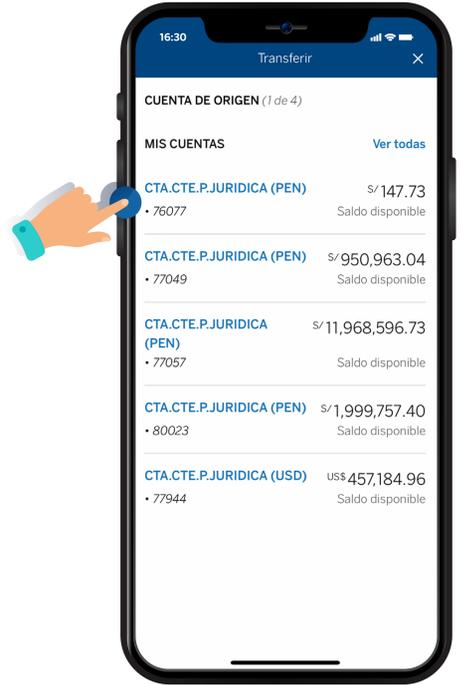 16:30
Transferir
CUENTA DE ORIGEN (1 de 4)
MIS CUENTAS Ver todas
CTA.CTE.P.JURIDICA (PEN) S/ 147.73
• 76077 Saldo disponible
CTA.CTE.P.JURIDICA (PEN) S/ 950,963.04
• 77049 Saldo disponible
CTA.CTE.P.JURIDICA S/ 11,968,596.73
(PEN)
• 77057 Saldo disponible
CTA.CTE.P.JURIDICA (PEN) S/ 1,999,757.40
• 80023 Saldo disponible
CTA.CTE.P.JURIDICA (USD) US$ 457,184.96
• 77944 Saldo disponible